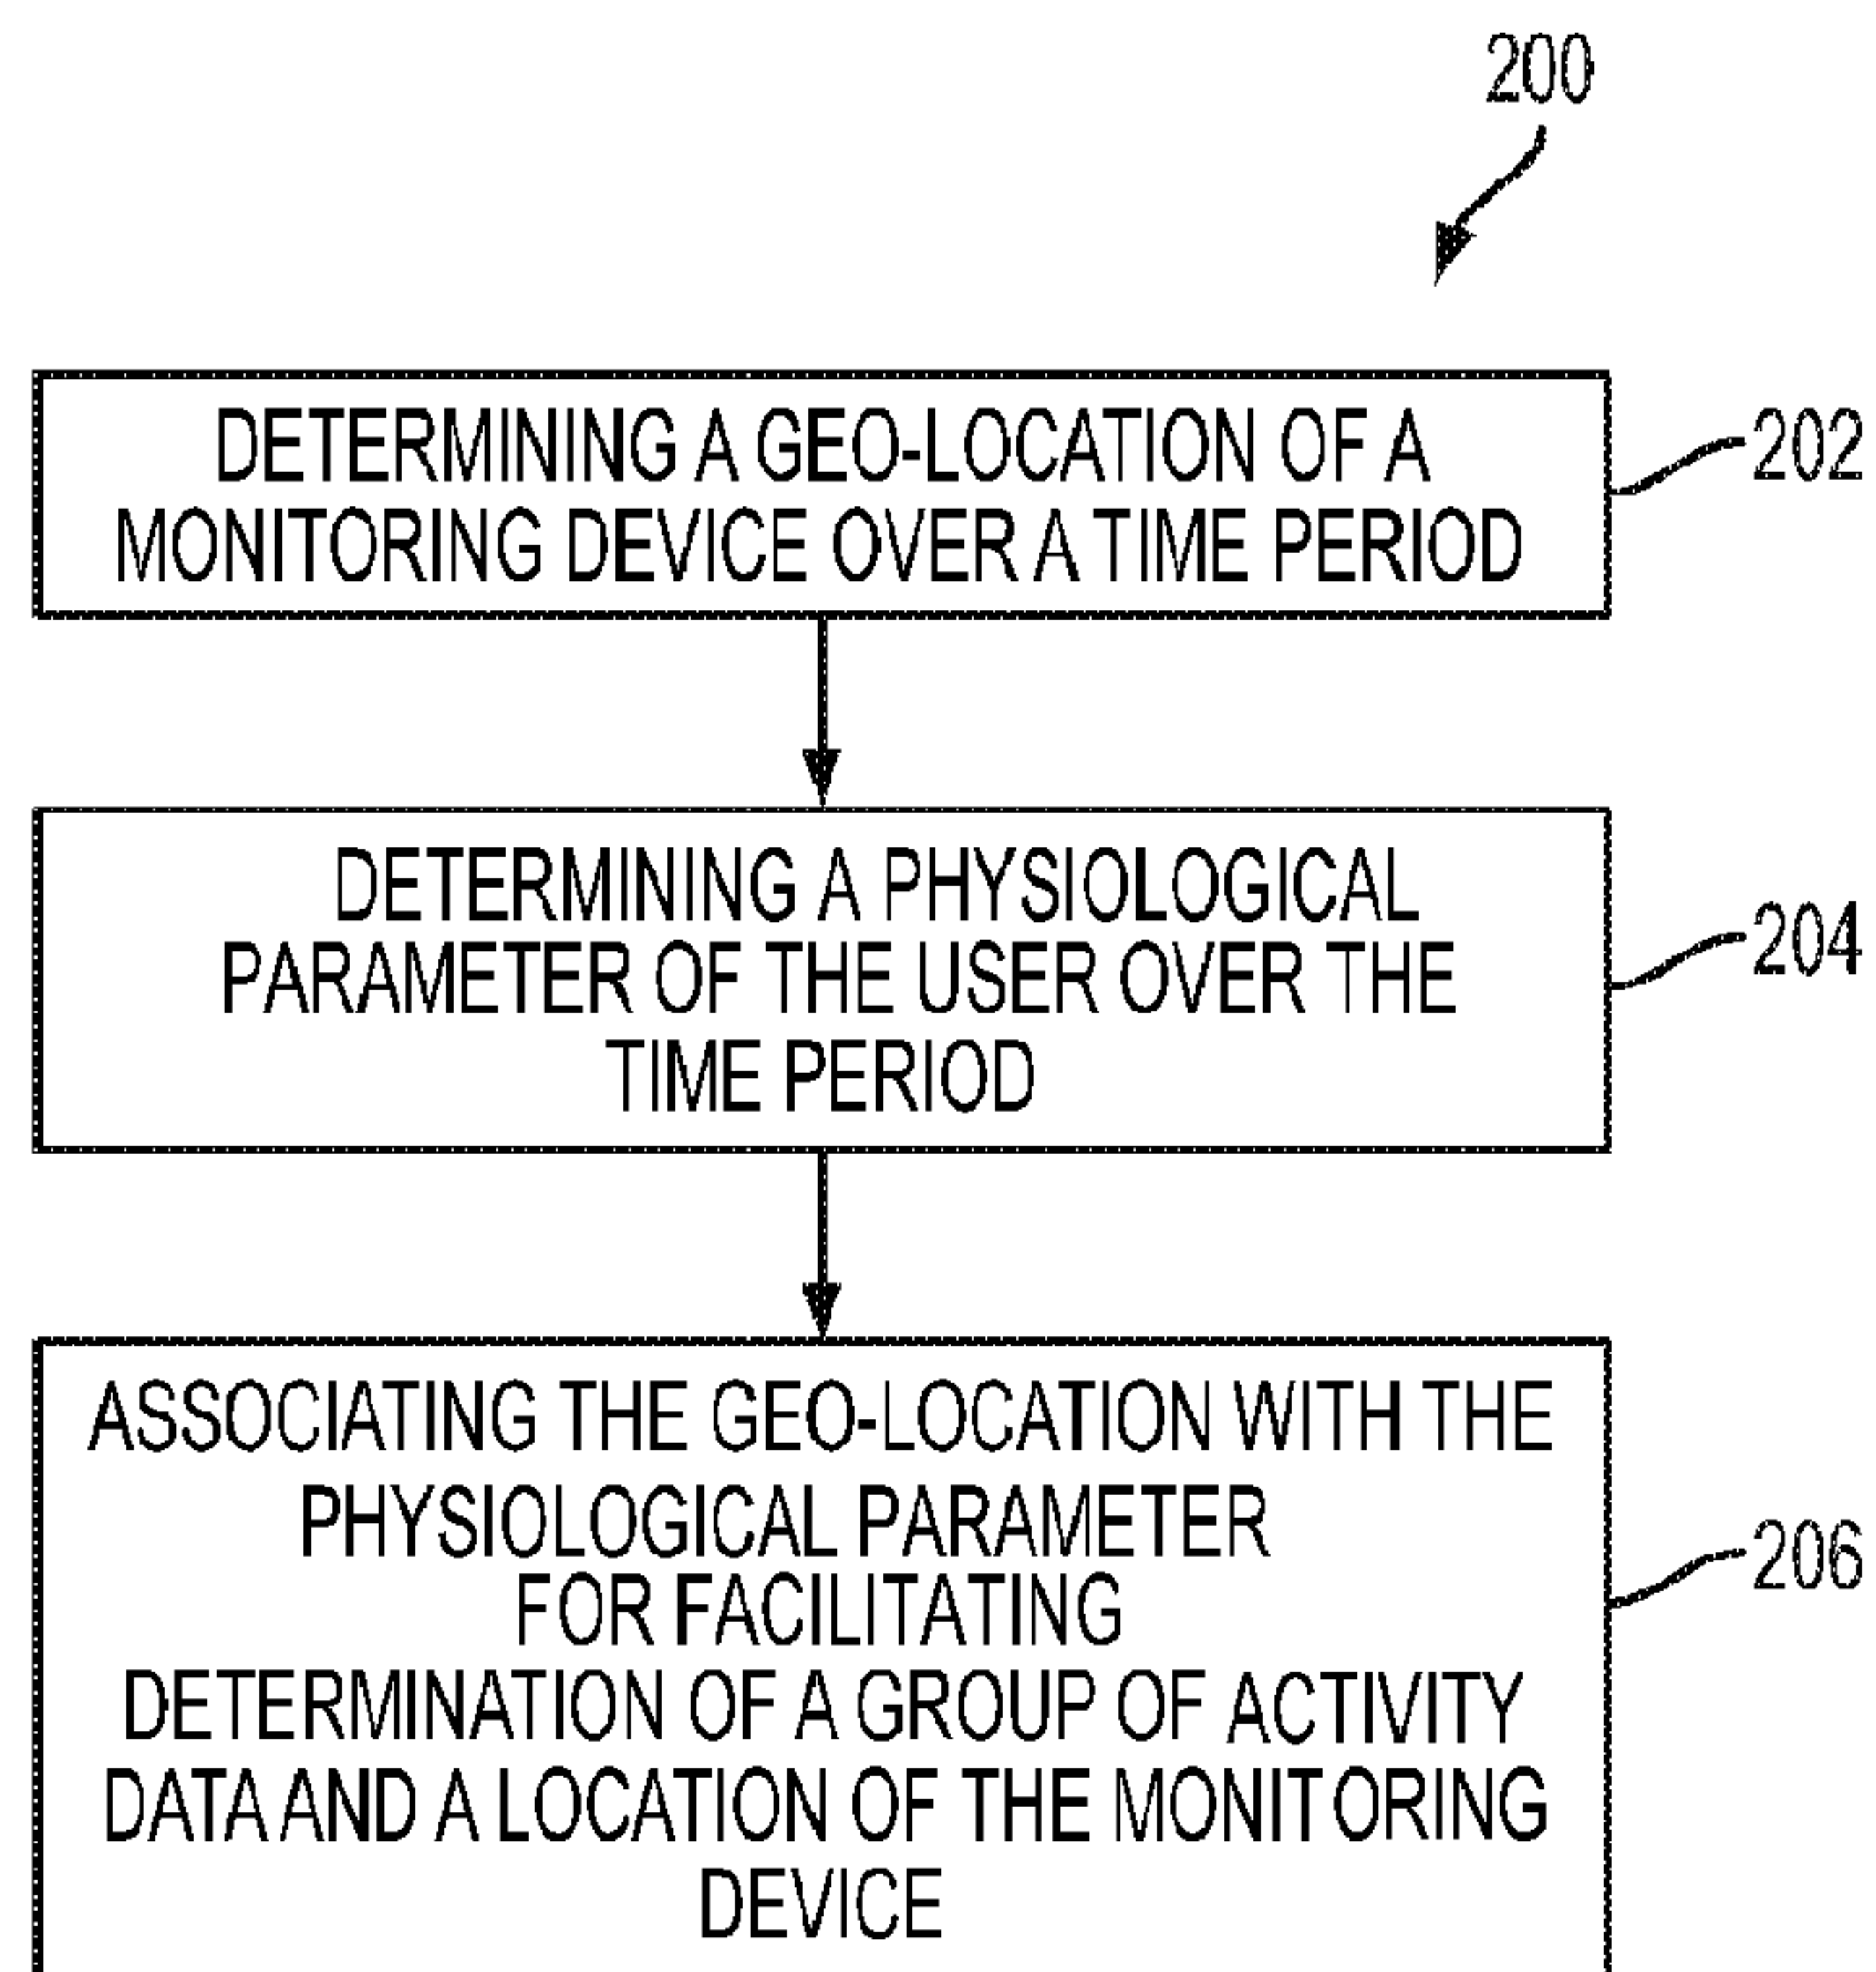 200
DETERMINING A GEO-LOCATION OF A
MONITORING DEVICE OVER A TIME PERIOD
202
DETERMINING A PHYSIOLOGICAL
PARAMETER OF THE USER OVER THE
TIME PERIOD
204
ASSOCIATING THE GEO-LOCATION WITH THE
PHYSIOLOGICAL PARAMETER
FOR FACILITATING
DETERMINATION OF A GROUP OF ACTIVITY
DATA AND A LOCATION OF THE MONITORING
DEVICE
206